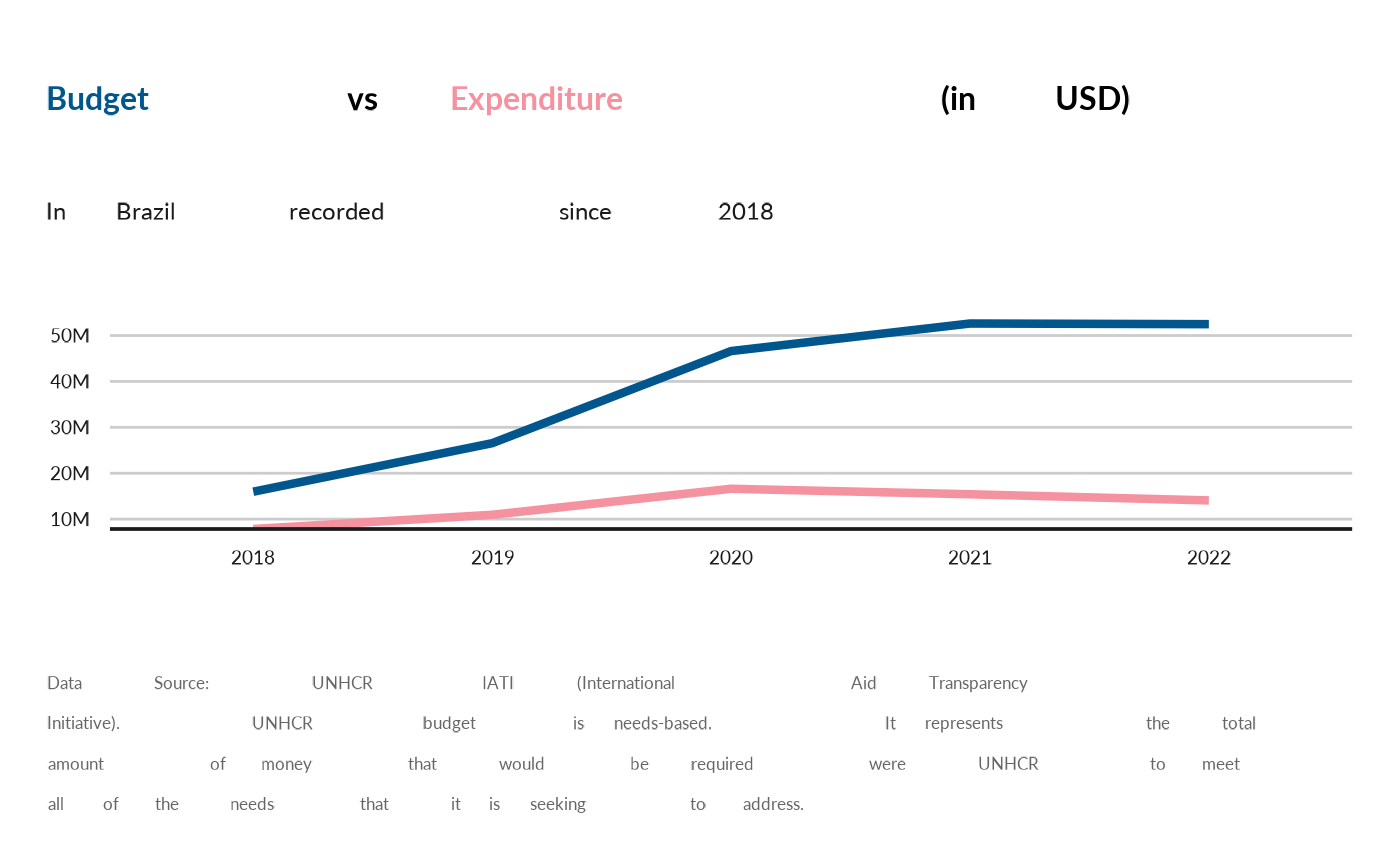 Budget vs Expenditure (in USD)
In Brazil recorded since 2018
50M
40M
30M
20M
10M
2018 2019 2020 2021 2022
Data Source: UNHCR IATI (International Aid Transparency
Initiative). UNHCR budget is needs-based. It represents the total
amount of money that would be required were UNHCR to meet
all of the needs that it is seeking to address.